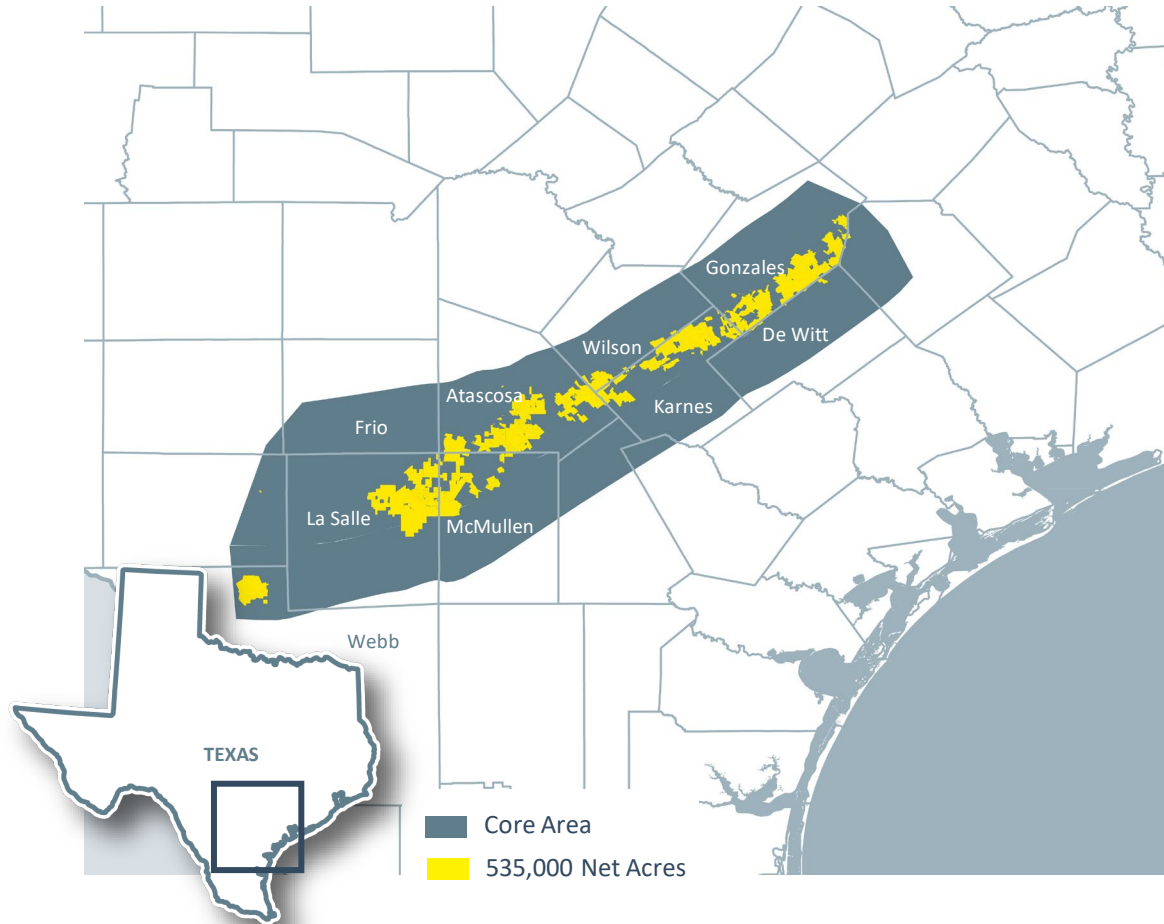 Gonzales
De Witt
Wilson
Atascosa
Karnes
Frio
La Salle
McMullen
Webb
TEXAS
Core Area
535,000 Net Acres